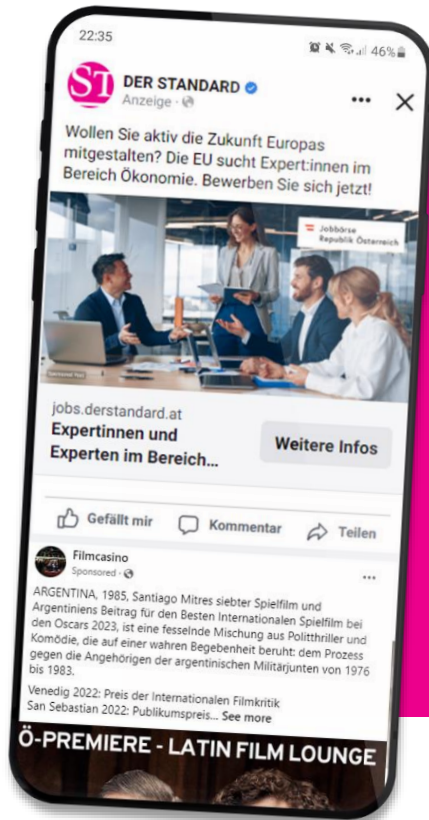 22:35
46%
ST
DER STANDARD
Anzeige ·
Wollen Sie aktiv die Zukunft Europas
mitgestalten? Die EU sucht Expert:innen im
Bereich Ökonomie. Bewerben Sie sich jetzt!
Jobbörse
Republik Österreich
Sponsored Post
jobs.derstandard.at
Expertinnen und
Experten im Bereich...
Weitere Infos
Gefällt mir
Kommentar
Teilen
Filmcasino
Sponsored ·
ARGENTINA, 1985, Santiago Mitres siebter Spielfilm und
Argentiniens Beitrag für den Besten Internationalen Spielfilm bei
den Oscars 2023, ist eine fesselnde Mischung aus Politthriller und
Komödie, die auf einer wahren Begebenheit beruht: dem Prozess
gegen die Angehörigen der argentinischen Militärjunten von 1976
bis 1983.
Venedig 2022: Preis der Internationalen Filmkritik
San Sebastian 2022: Publikumspreis... See more
Ö-PREMIERE - LATIN FILM LOUNGE